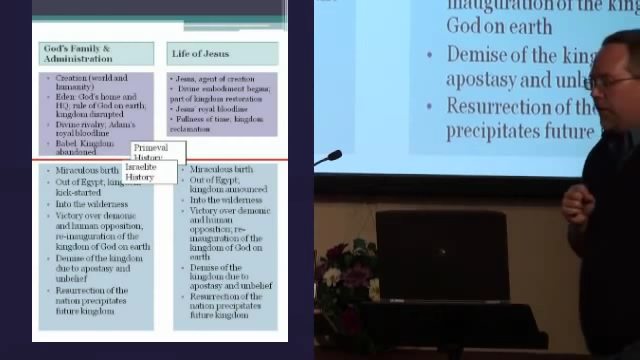 God's Family &
Administration
Life of Jesus
Creation (world and
humanity)
Eden: God's home and
HQ; rule of God on earth;
kingdom disrupted
Divine rivalry; Adam's
royal bloodline
Babel: Kingdom
abandoned
Jesus, agent of creation
Divine embodiment begins;
part of kingdom restoration
Jesus' royal bloodline
Fullness of time; kingdom
reclamation
Primeval
History
Israelite
History
Miraculous birth
Out of Egypt;
kick-started
Into the wilderness
Victory over demonic
and human opposition;
re-inauguration of the
kingdom of God on earth
Demise of the kingdom
due to apostasy and
unbelief
Resurrection of the
nation precipitates
future kingdom
Miraculous birth
Out of Egypt;
kingdom announced
Into the wilderness
Victory over demonic
and human
opposition; re-
inauguration of the
kingdom of God on
earth
Demise of the
kingdom due to
apostasy and unbelief
Resurrection of the
nation precipitates
future kingdom
inauguration of the king
God on earth
Demise of the king
apostasy and unb
Resurrection of th
precipitates future